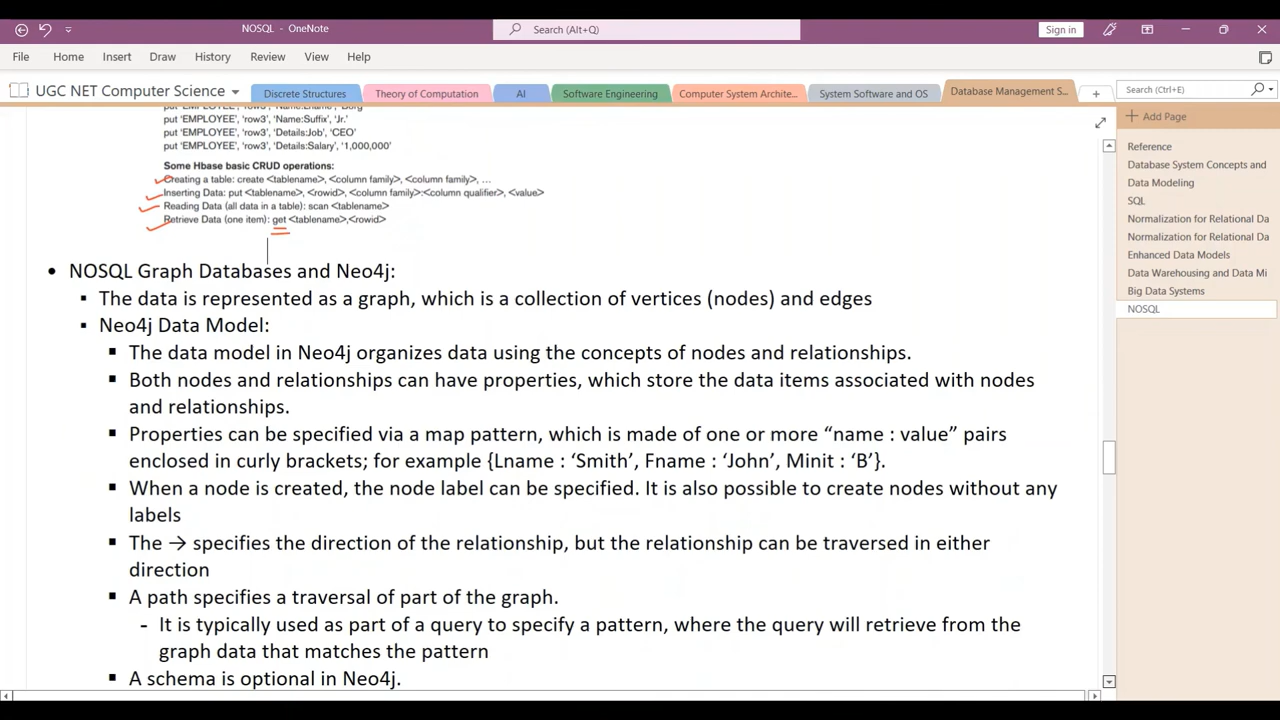 NOSQL - OneNote
Search (Alt+Q)
Sign in
File Home Insert Draw History Review View Help
UGC NET Computer Science
Discrete Structures
Theory of Computation
AI
Software Engineering
Computer System Archite...
System Software and OS
Database Management S...
Search (Ctrl+E)
put 'EMPLOYEE', 'row3', 'Name:Lname', 'Borg'
put 'EMPLOYEE', 'row3', 'Name:Suffix', 'Jr.'
put 'EMPLOYEE', 'row3', 'Details:Job', 'CEO'
put 'EMPLOYEE', 'row3', 'Details:Salary', '1,000,000'
Some Hbase basic CRUD operations:
Creating a table: create <tablename>, <column family>, <column family>, …
Inserting Data: put <tablename>, <rowid>, <column family>:<column qualifier>, <value>
Reading Data (all data in a table): scan <tablename>
Retrieve Data (one item): get <tablename>,<rowid>
• NOSQL Graph Databases and Neo4j:
▪ The data is represented as a graph, which is a collection of vertices (nodes) and edges
▪ Neo4j Data Model:
▪ The data model in Neo4j organizes data using the concepts of nodes and relationships.
▪ Both nodes and relationships can have properties, which store the data items associated with nodes
and relationships.
▪ Properties can be specified via a map pattern, which is made of one or more “name : value” pairs
enclosed in curly brackets; for example {Lname : ‘Smith’, Fname : ‘John’, Minit : ‘B’}.
▪ When a node is created, the node label can be specified. It is also possible to create nodes without any
labels
▪ The → specifies the direction of the relationship, but the relationship can be traversed in either
direction
▪ A path specifies a traversal of part of the graph.
- It is typically used as part of a query to specify a pattern, where the query will retrieve from the
graph data that matches the pattern
▪ A schema is optional in Neo4j.
Add Page
Reference
Database System Concepts and
Data Modeling
SQL
Normalization for Relational Da
Normalization for Relational Da
Enhanced Data Models
Data Warehousing and Data Mi
Big Data Systems
NOSQL